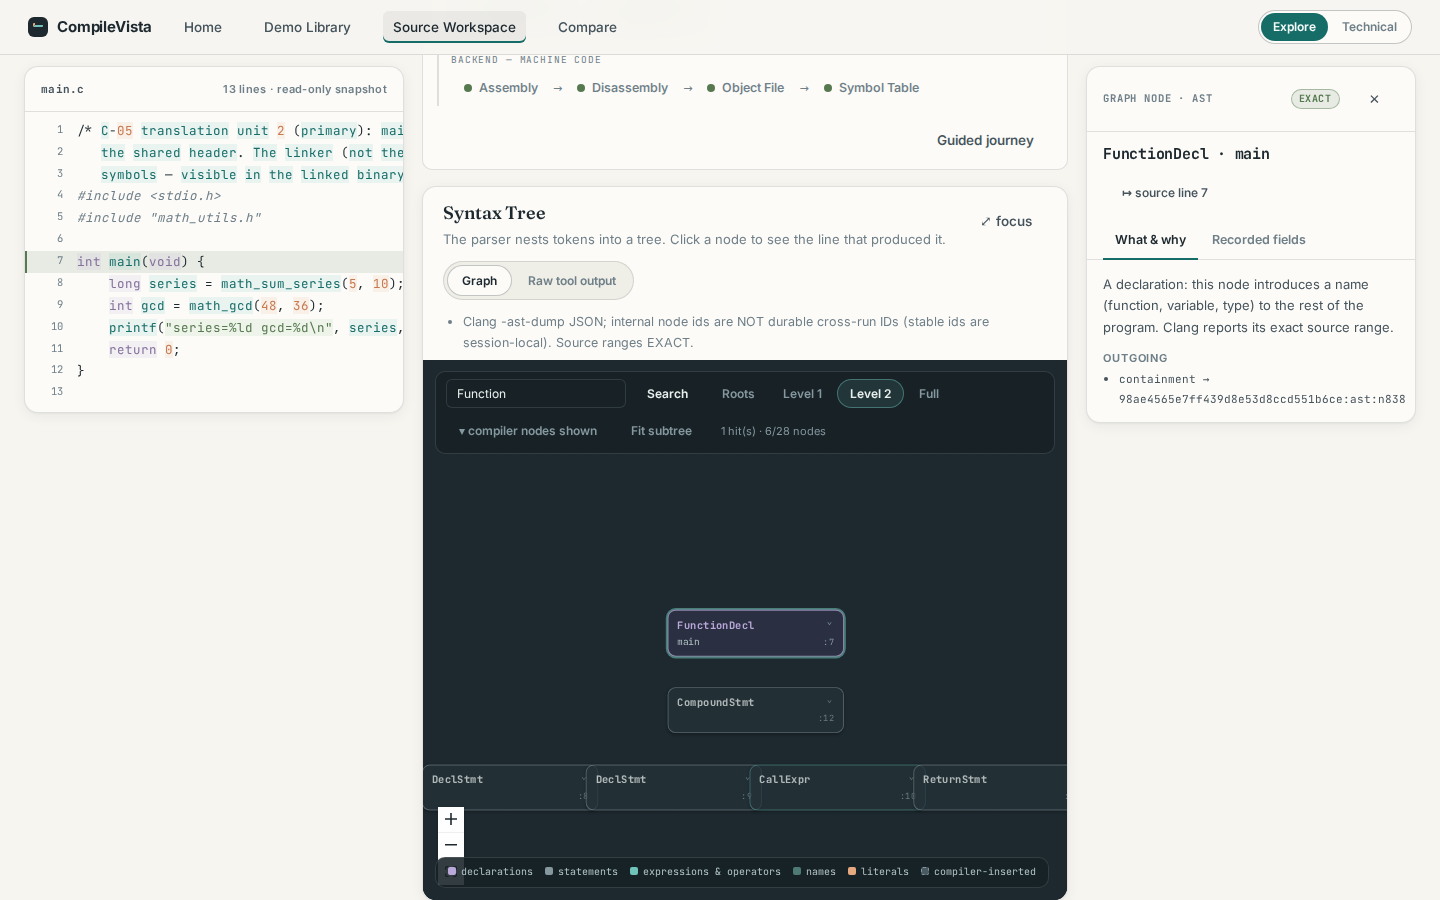 CompileVista
Home
Demo Library
Source Workspace
Compare
Explore
Technical
main.c
13 lines · read-only snapshot
1 /* C-05 translation unit 2 (primary): mai
2 the shared header. The linker (not the
3 symbols — visible in the linked binary
4 #include <stdio.h>
5 #include "math_utils.h"
6
7 int main(void) {
8 long series = math_sum_series(5, 10);
9 int gcd = math_gcd(48, 36);
10 printf("series=%ld gcd=%d\n", series,
11 return 0;
12 }
13
BACKEND — MACHINE CODE
Assembly → Disassembly → Object File → Symbol Table
Guided journey
Syntax Tree
⤢ focus
The parser nests tokens into a tree. Click a node to see the line that produced it.
Graph
Raw tool output
• Clang -ast-dump JSON; internal node ids are NOT durable cross-run IDs (stable ids are
session-local). Source ranges EXACT.
Function
Search
Roots
Level 1
Level 2
Full
▾ compiler nodes shown
Fit subtree
1 hit(s) · 6/28 nodes
FunctionDecl
main :7
CompoundStmt
:12
DeclStmt
DeclStmt
CallExpr
ReturnStmt
+
−
declarations
statements
expressions & operators
names
literals
compiler-inserted
GRAPH NODE · AST
EXACT
×
FunctionDecl · main
↦ source line 7
What & why
Recorded fields
A declaration: this node introduces a name
(function, variable, type) to the rest of the
program. Clang reports its exact source range.
OUTGOING
• containment →
98ae4565e7ff439d8e53d8ccd551b6ce:ast:n838